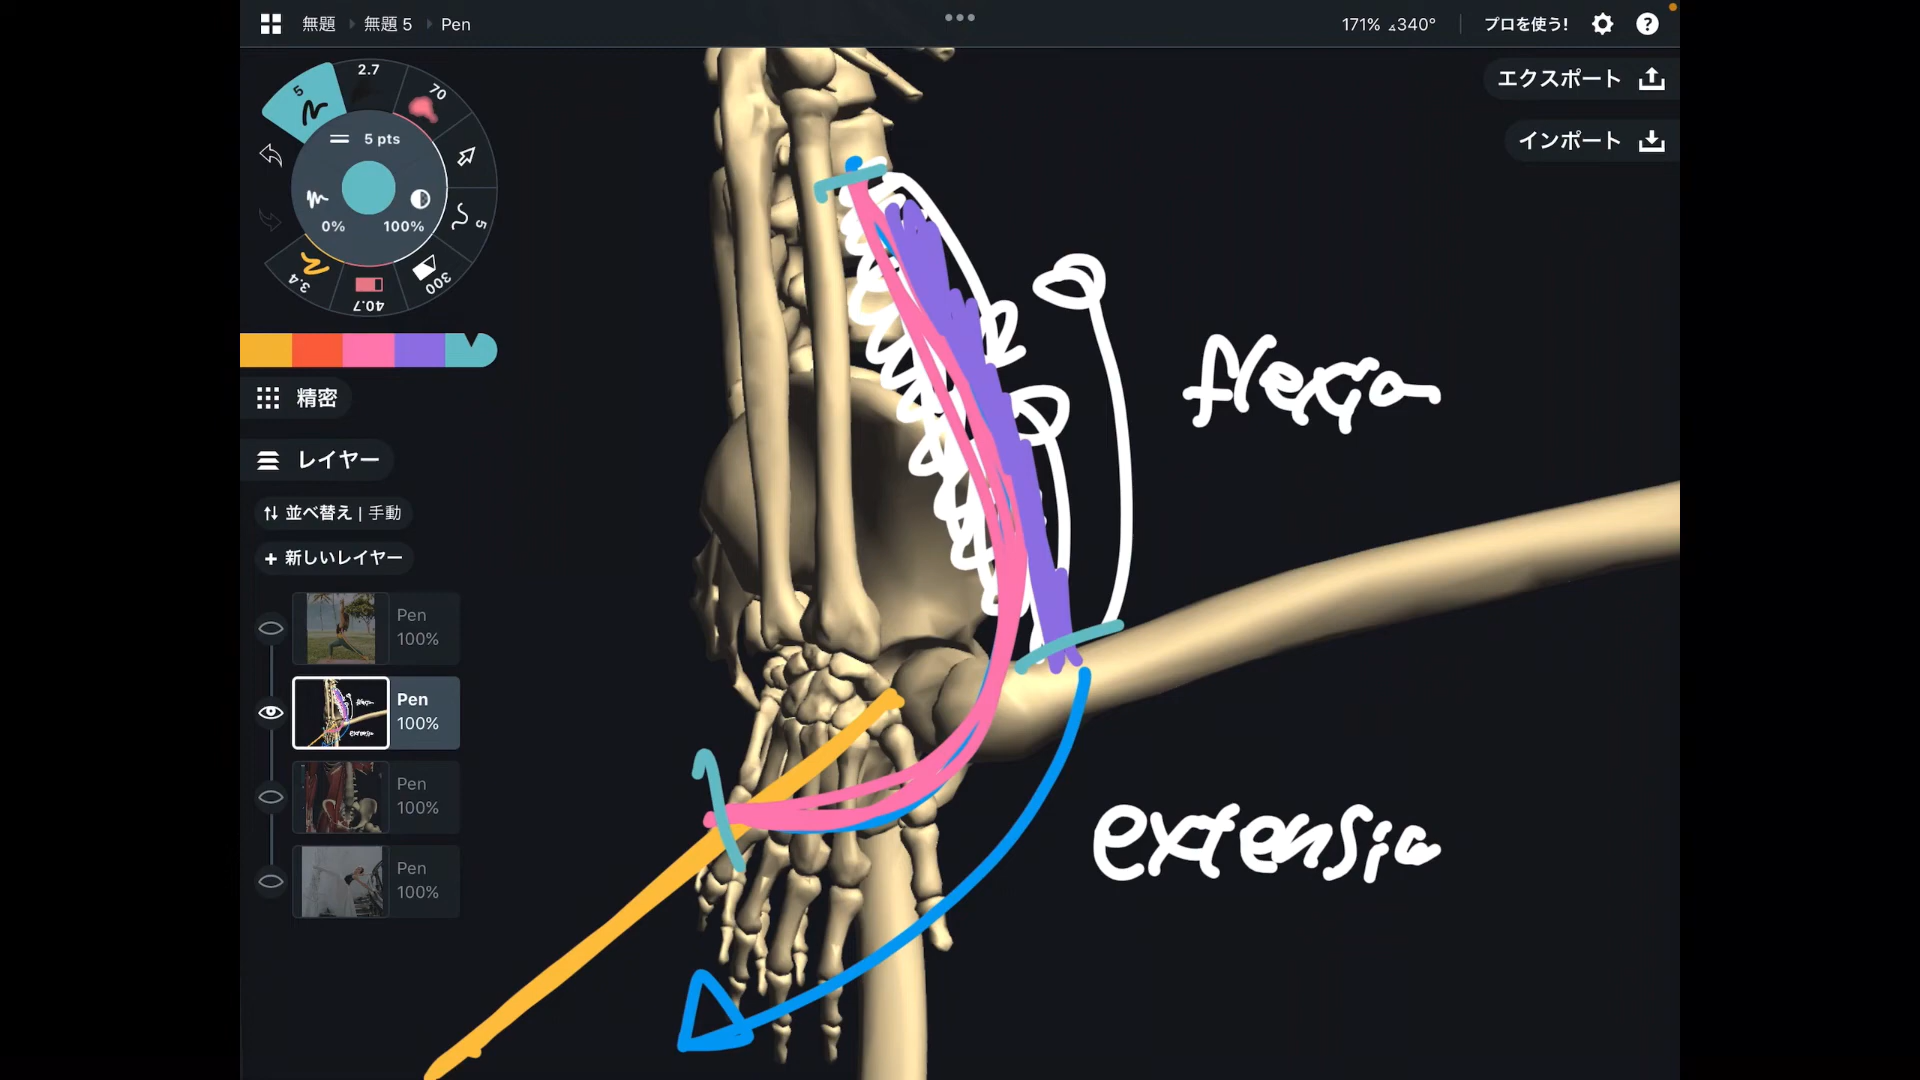 無題 無題 5 Pen
171% ⊿340° プロを使う!
エクスポート
インポート
2.7
5
70
5 pts
0% 100%
5
3.4
40.7
300
精密
レイヤー
並べ替え | 手動
+ 新しいレイヤー
Pen
100%
Pen
100%
Pen
100%
Pen
100%
flexion
extension